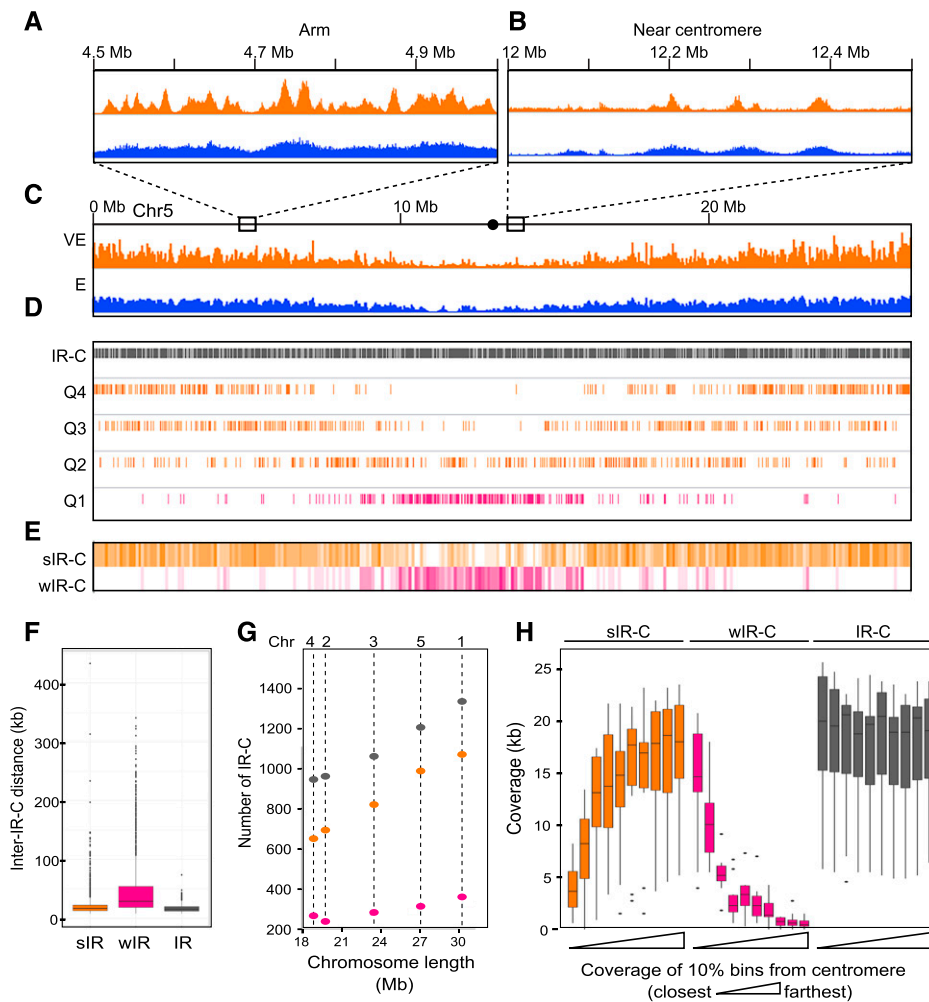 A
Arm
4.5 Mb 4.7 Mb 4.9 Mb
B
Near centromere
12 Mb 12.2 Mb 12.4 Mb
C
0 Mb Chr5 10 Mb 20 Mb
VE
E
D
IR-C
Q4
Q3
Q2
Q1
E
sIR-C
wIR-C
F
Inter-IR-C distance (kb)
400
300
200
100
0
sIR wIR IR
G
Chr 4 2 3 5 1
Number of IR-C
1400
1200
1000
800
600
400
200
18 21 24 27 30
Chromosome length
(Mb)
H
sIR-C wIR-C IR-C
Coverage (kb)
25
20
15
10
5
0
Coverage of 10% bins from centromere
(closest farthest)